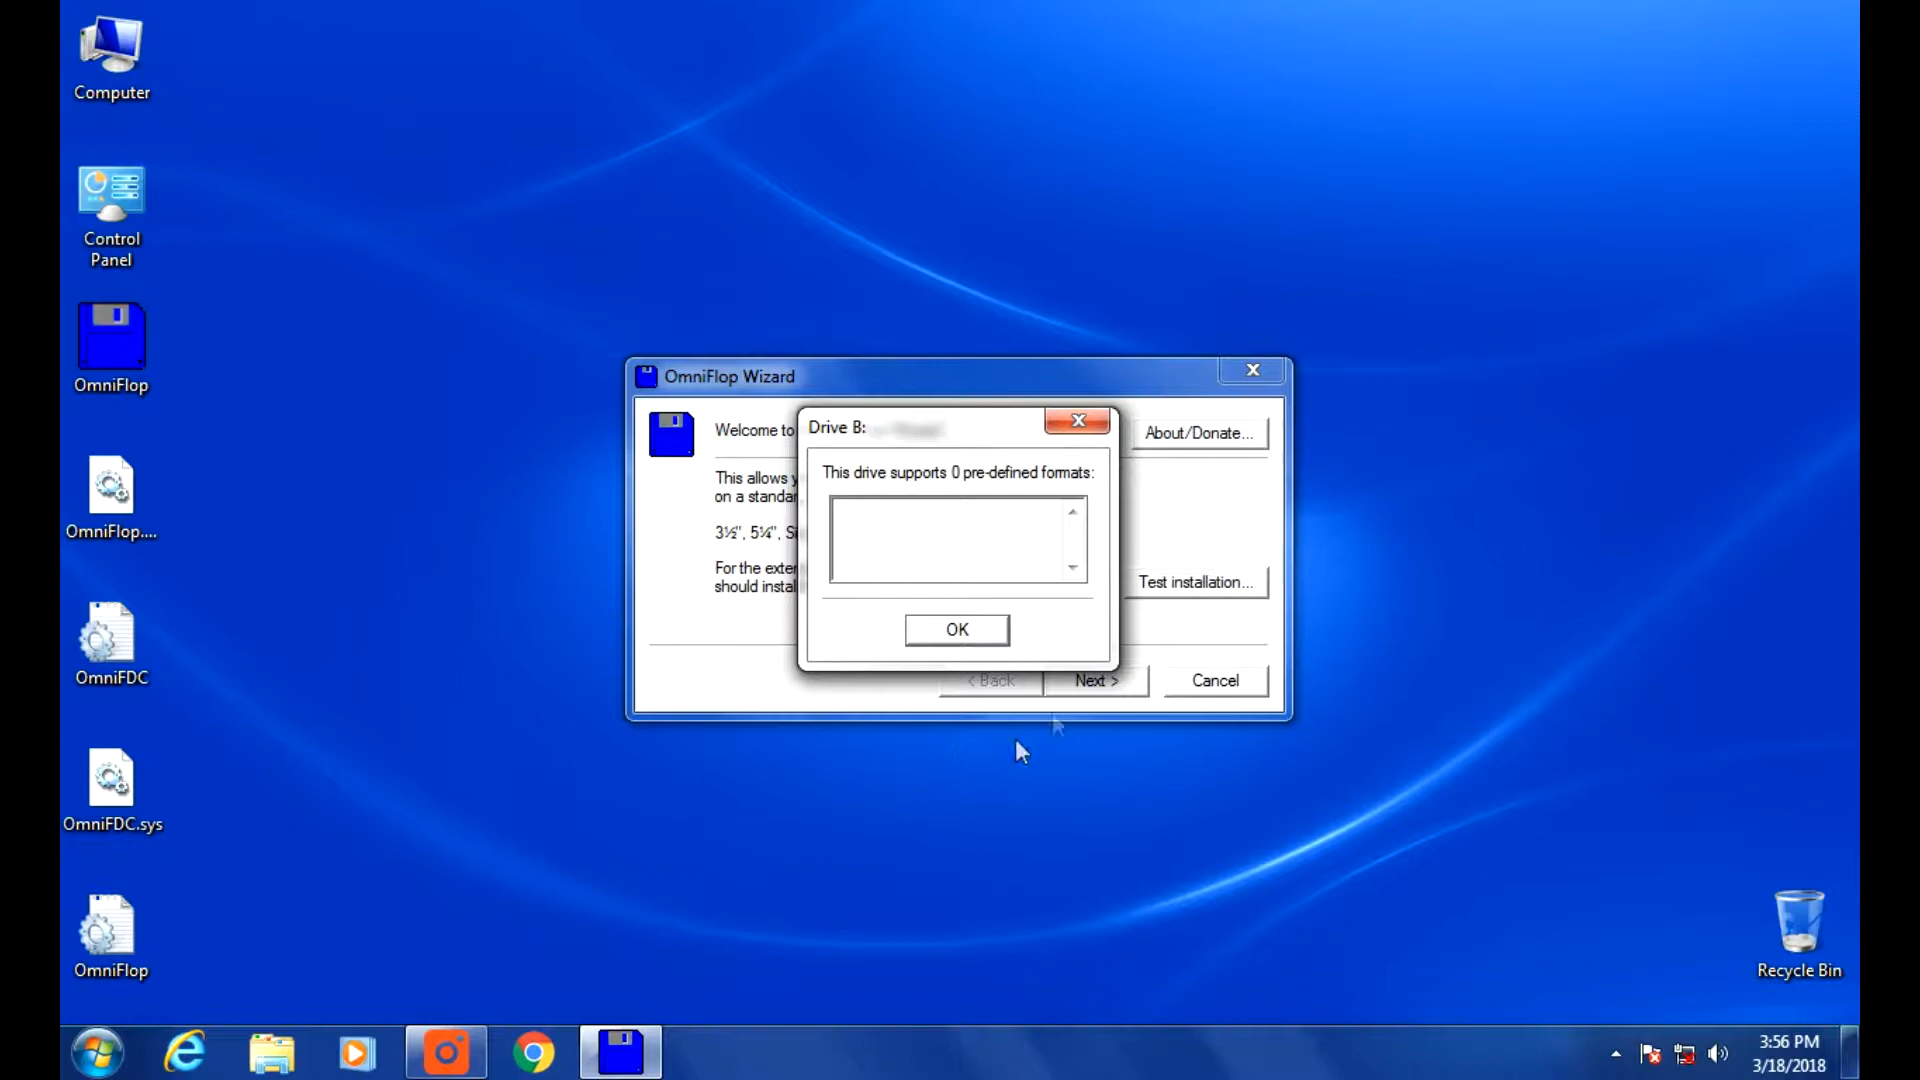 Computer
Control
Panel
OmniFlop
OmniFlop....
OmniFDC
OmniFDC.sys
OmniFlop
OmniFlop Wizard
Welcome to
About/Donate...
This allows y
on a standar
3½", 5¼", Si
For the exter
should instal
Test installation...
< Back
Next >
Cancel
Drive B:
This drive supports 0 pre-defined formats:
OK
Recycle Bin
3:56 PM
3/18/2018